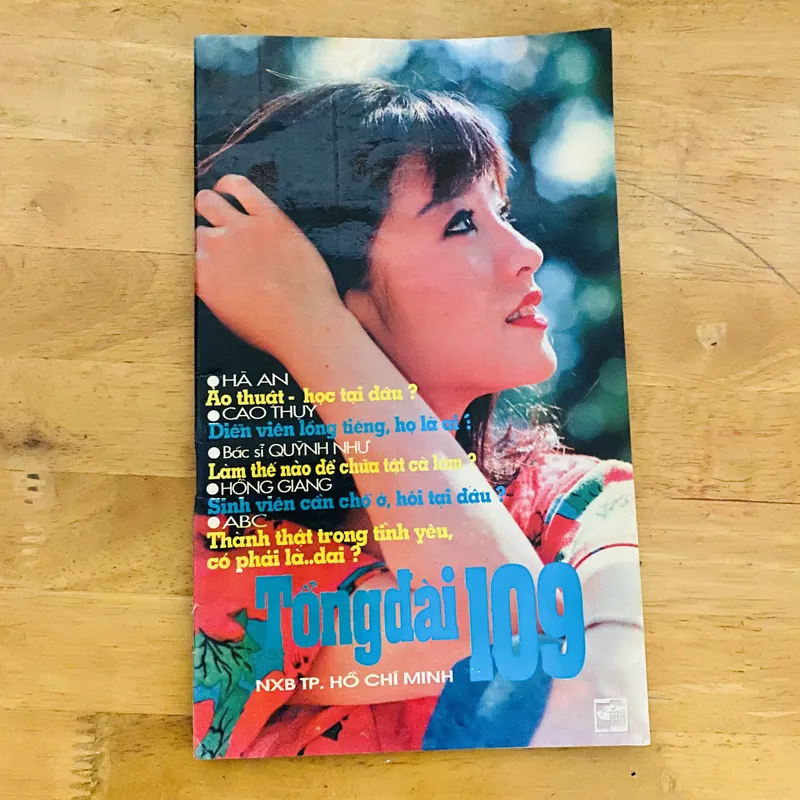 HÀ AN
Ảo thuật - học tại đâu ?
CAO THỤY
Diễn viên lồng tiếng, họ là ai ?
Bác sĩ QUỲNH NHƯ
Làm thế nào để chữa tật cà lăm ?
HỒNG GIANG
Sinh viên cần chỗ ở, hỏi tại đâu ?
ABC
Thành thật trong tình yêu,
có phải là..dại ?
Tổng đài 109
NXB TP. HỒ CHÍ MINH